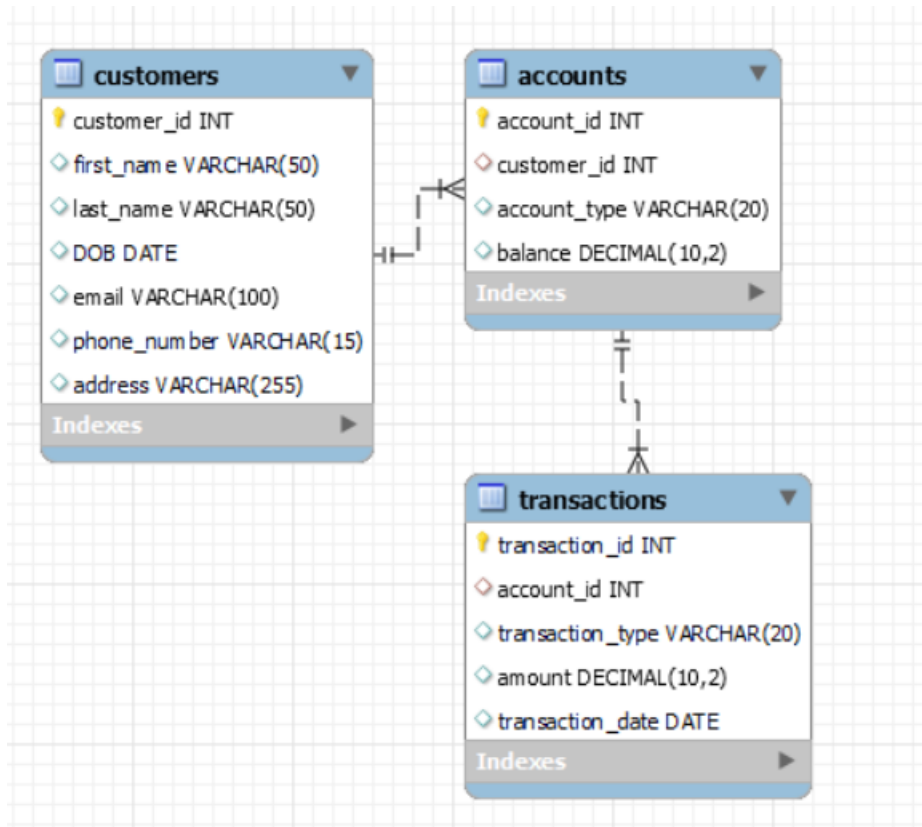 customers
customer_id INT
first_name VARCHAR(50)
last_name VARCHAR(50)
DOB DATE
email VARCHAR(100)
phone_number VARCHAR(15)
address VARCHAR(255)
Indexes
accounts
account_id INT
customer_id INT
account_type VARCHAR(20)
balance DECIMAL(10,2)
Indexes
transactions
transaction_id INT
account_id INT
transaction_type VARCHAR(20)
amount DECIMAL(10,2)
transaction_date DATE
Indexes